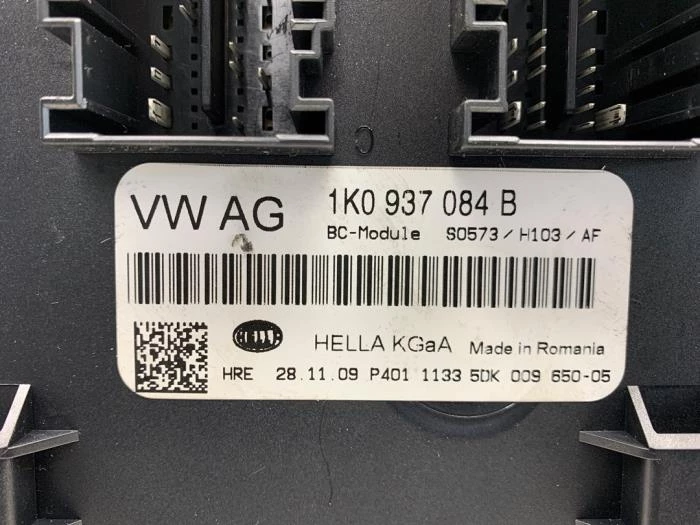 VW AG 1K0 937 084 B
BC-Module S0573/H103/AF
HELLA
HELLA KGaA Made in Romania
HRE 28.11.09 P401 1133 5DK 009 650-05